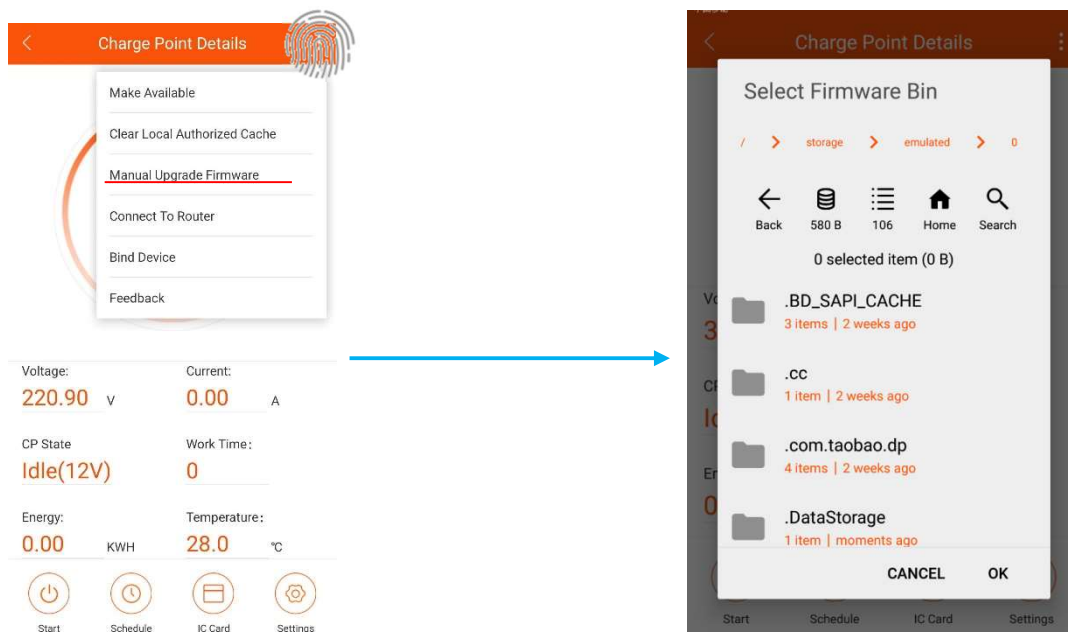 Charge Point Details
Make Available
Clear Local Authorized Cache
Manual Upgrade Firmware
Connect To Router
Bind Device
Feedback
Voltage: Current:
220.90 V 0.00 A
CP State Work Time:
Idle(12V) 0
Energy: Temperature:
0.00 KWH 28.0 ℃
Start Schedule IC Card Settings
Charge Point Details
Select Firmware Bin
/ storage emulated 0
Back 580 B 106 Home Search
0 selected item (0 B)
.BD_SAPI_CACHE
3 items | 2 weeks ago
.cc
1 item | 2 weeks ago
.com.taobao.dp
4 items | 2 weeks ago
.DataStorage
1 item | moments ago
CANCEL OK
Start Schedule IC Card Settings